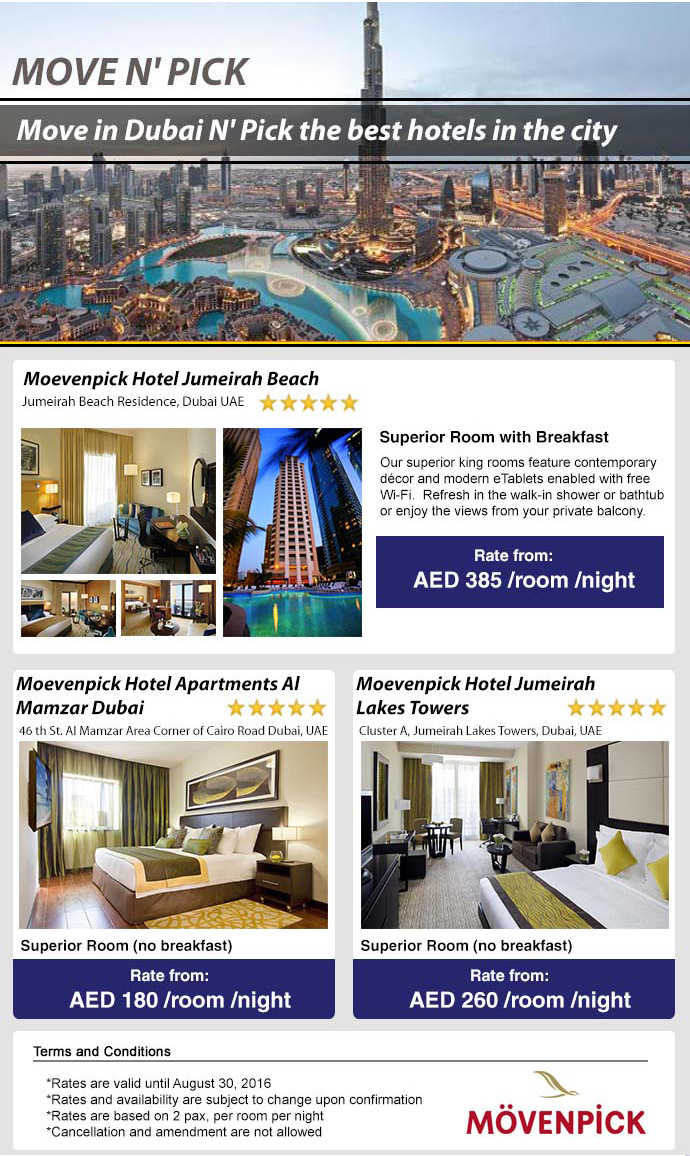 MOVE N' PICK
Move in Dubai N' Pick the best hotels in the city
Moevenpick Hotel Jumeirah Beach
Jumeirah Beach Residence, Dubai UAE
Superior Room with Breakfast
Our superior king rooms feature contemporary
décor and modern eTablets enabled with free
Wi-Fi. Refresh in the walk-in shower or bathtub
or enjoy the views from your private balcony.
Rate from:
AED 385 /room /night
Moevenpick Hotel Apartments Al
Mamzar Dubai
46 th St. Al Mamzar Area Corner of Cairo Road Dubai, UAE
Superior Room (no breakfast)
Rate from:
AED 180 /room /night
Moevenpick Hotel Jumeirah
Lakes Towers
Cluster A, Jumeirah Lakes Towers, Dubai, UAE
Superior Room (no breakfast)
Rate from:
AED 260 /room /night
Terms and Conditions
*Rates are valid until August 30, 2016
*Rates and availability are subject to change upon confirmation
*Rates are based on 2 pax, per room per night
*Cancellation and amendment are not allowed
MÖVENPICK